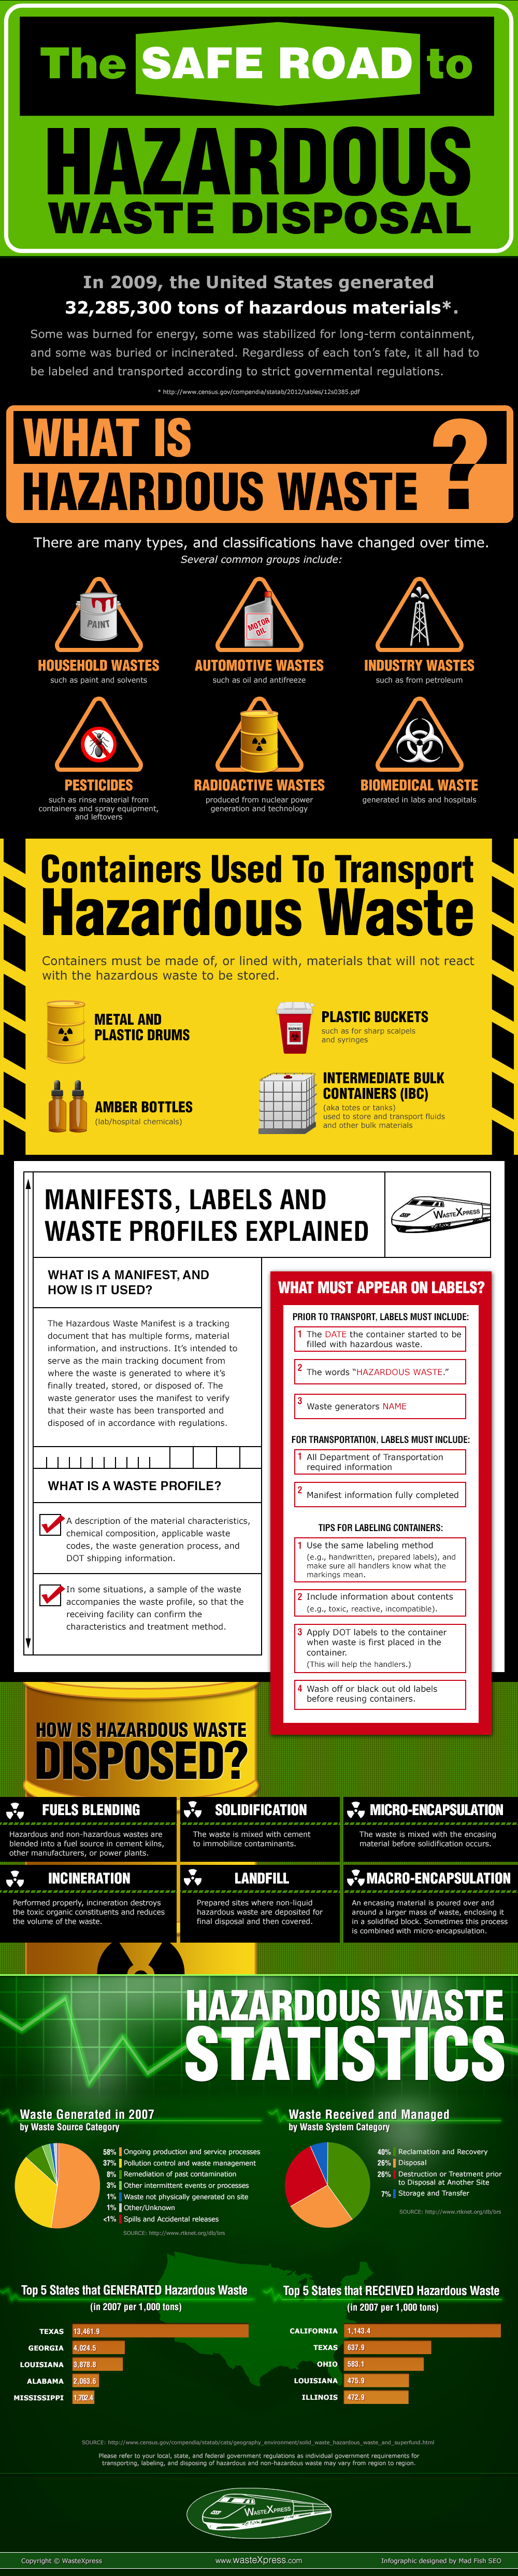 The SAFE ROAD to
HAZARDOUS
WASTE DISPOSAL
In 2009, the United States generated
32,285,300 tons of hazardous materials*.
Some was burned for energy, some was stabilized for long-term containment,
and some was buried or incinerated. Regardless of each ton's fate, it all had to
be labeled and transported according to strict governmental regulations.
* http://www.census.gov/compendia/statab/2012/tables/12s0385.pdf
WHAT IS
HAZARDOUS WASTE ?
There are many types, and classifications have changed over time.
Several common groups include:
PAINT
MOTOR
OIL
HOUSEHOLD WASTES
such as paint and solvents
AUTOMOTIVE WASTES
such as oil and antifreeze
INDUSTRY WASTES
such as from petroleum
PESTICIDES
such as rinse material from
containers and spray equipment,
and leftovers
RADIOACTIVE WASTES
produced from nuclear power
generation and technology
BIOMEDICAL WASTE
generated in labs and hospitals
Containers Used To Transport
Hazardous Waste
Containers must be made of, or lined with, materials that will not react
with the hazardous waste to be stored.
METAL AND
PLASTIC DRUMS
PLASTIC BUCKETS
such as for sharp scalpels
and syringes
AMBER BOTTLES
(lab/hospital chemicals)
INTERMEDIATE BULK
CONTAINERS (IBC)
(aka totes or tanks)
used to store and transport fluids
and other bulk materials
MANIFESTS, LABELS AND
WASTE PROFILES EXPLAINED
WASTEXPRESS
WHAT IS A MANIFEST, AND
HOW IS IT USED?
The Hazardous Waste Manifest is a tracking
document that has multiple forms, material
information, and instructions. It's intended to
serve as the main tracking document from
where the waste is generated to where it's
finally treated, stored, or disposed of. The
waste generator uses the manifest to verify
that their waste has been transported and
disposed of in accordance with regulations.
WHAT IS A WASTE PROFILE?
A description of the material characteristics,
chemical composition, applicable waste
codes, the waste generation process, and
DOT shipping information.
In some situations, a sample of the waste
accompanies the waste profile, so that the
receiving facility can confirm the
characteristics and treatment method.
WHAT MUST APPEAR ON LABELS?
PRIOR TO TRANSPORT, LABELS MUST INCLUDE:
1 The DATE the container started to be
filled with hazardous waste.
2 The words "HAZARDOUS WASTE."
3 Waste generators NAME
FOR TRANSPORTATION, LABELS MUST INCLUDE:
1 All Department of Transportation
required information
2 Manifest information fully completed
TIPS FOR LABELING CONTAINERS:
1 Use the same labeling method
(e.g., handwritten, prepared labels), and
make sure all handlers know what the
markings mean.
2 Include information about contents
(e.g., toxic, reactive, incompatible).
3 Apply DOT labels to the container
when waste is first placed in the
container.
(This will help the handlers.)
4 Wash off or black out old labels
before reusing containers.
HOW IS HAZARDOUS WASTE
DISPOSED?
FUELS BLENDING
Hazardous and non-hazardous wastes are
blended into a fuel source in cement kilns,
other manufacturers, or power plants.
SOLIDIFICATION
The waste is mixed with cement
to immobilize contaminants.
MICRO-ENCAPSULATION
The waste is mixed with the encasing
material before solidification occurs.
INCINERATION
Performed properly, incineration destroys
the toxic organic constituents and reduces
the volume of the waste.
LANDFILL
Prepared sites where non-liquid
hazardous waste are deposited for
final disposal and then covered.
MACRO-ENCAPSULATION
An encasing material is poured over and
around a larger mass of waste, enclosing it
in a solidified block. Sometimes this process
is combined with micro-encapsulation.
HAZARDOUS WASTE
STATISTICS
Waste Generated in 2007
by Waste Source Category
58% Ongoing production and service processes
37% Pollution control and waste management
8% Remediation of past contamination
3% Other intermittent events or processes
1% Waste not physically generated on site
1% Other/Unknown
<1% Spills and Accidental releases
SOURCE: http://www.rtknet.org/db/brs
Waste Received and Managed
by Waste System Category
40% Reclamation and Recovery
26% Disposal
26% Destruction or Treatment prior
to Disposal at Another Site
7% Storage and Transfer
SOURCE: http://www.rtknet.org/db/brs
Top 5 States that GENERATED Hazardous Waste
(in 2007 per 1,000 tons)
TEXAS 13,461.9
GEORGIA 4,024.5
LOUISIANA 3,878.8
ALABAMA 2,063.6
MISSISSIPPI 1,702.4
Top 5 States that RECEIVED Hazardous Waste
(in 2007 per 1,000 tons)
CALIFORNIA 1,143.4
TEXAS 637.9
OHIO 583.1
LOUISIANA 475.9
ILLINOIS 472.9
SOURCE: http://www.census.gov/compendia/statab/cats/geography_environment/solid_waste_hazardous_waste_and_superfund.html
Please refer to your local, state, and federal government regulations as individual government requirements for
transporting, labeling, and disposing of hazardous and non-hazardous waste may vary from region to region.
WASTEXPRESS
Copyright © WasteXpress
www.wasteXpress.com
Infographic designed by Mad Fish SEO